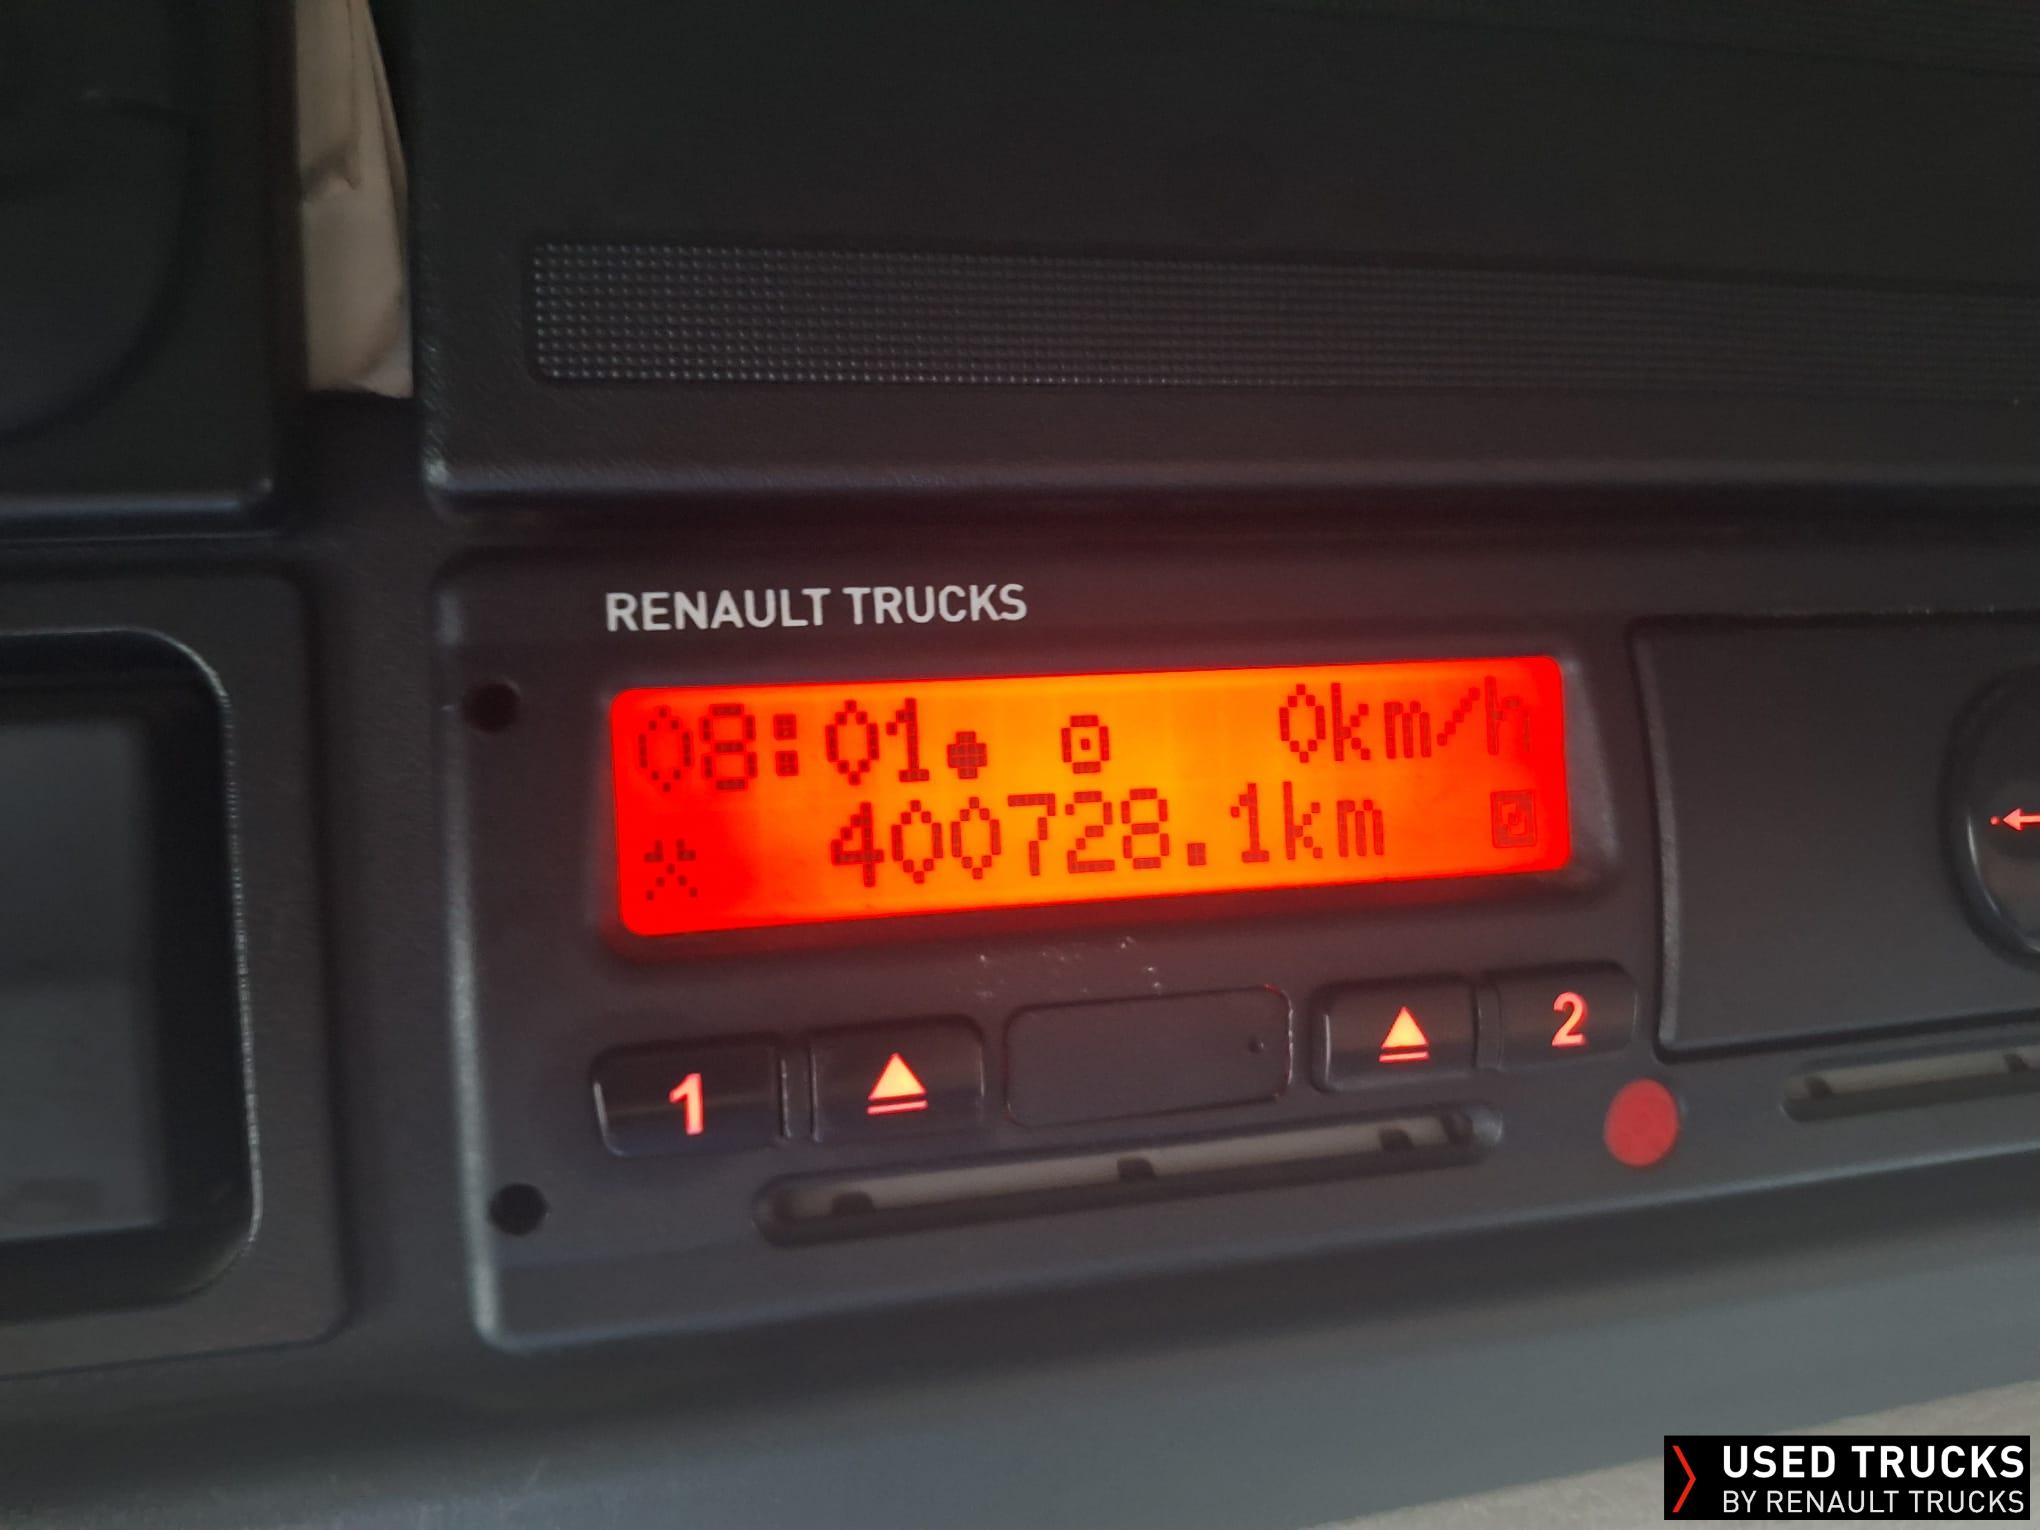 RENAULT TRUCKS
08:01 0km/h
400728.1km
1 2
USED TRUCKS
BY RENAULT TRUCKS